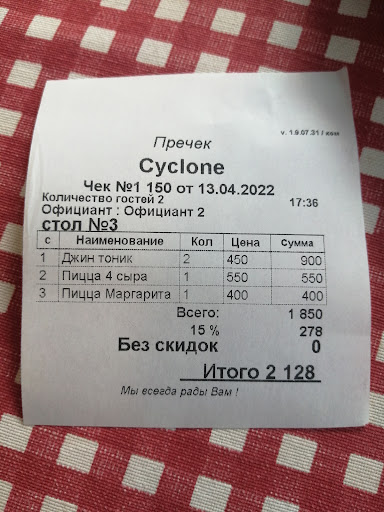 v. 1.9.07.31 / ком
Пречек
Cyclone
Чек №1 150 от 13.04.2022
Количество гостей 2 17:36
Официант : Официант 2
стол №3
с Наименование Кол Цена Сумма
1 Джин тоник 2 450 900
2 Пицца 4 сыра 1 550 550
3 Пицца Маргарита 1 400 400
Всего: 1 850
15 % 278
Без скидок 0
Итого 2 128
Мы всегда рады Вам !